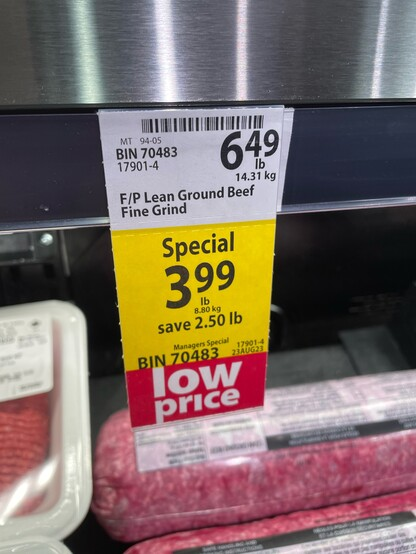 MT 94-05
BIN 70483
17901-4
6.49
lb
14.31 kg
F/P Lean Ground Beef
Fine Grind
Special
3.99
lb
8.80 kg
save 2.50 lb
Managers Special 17901-4
BIN 70483 23AUG23
low
price